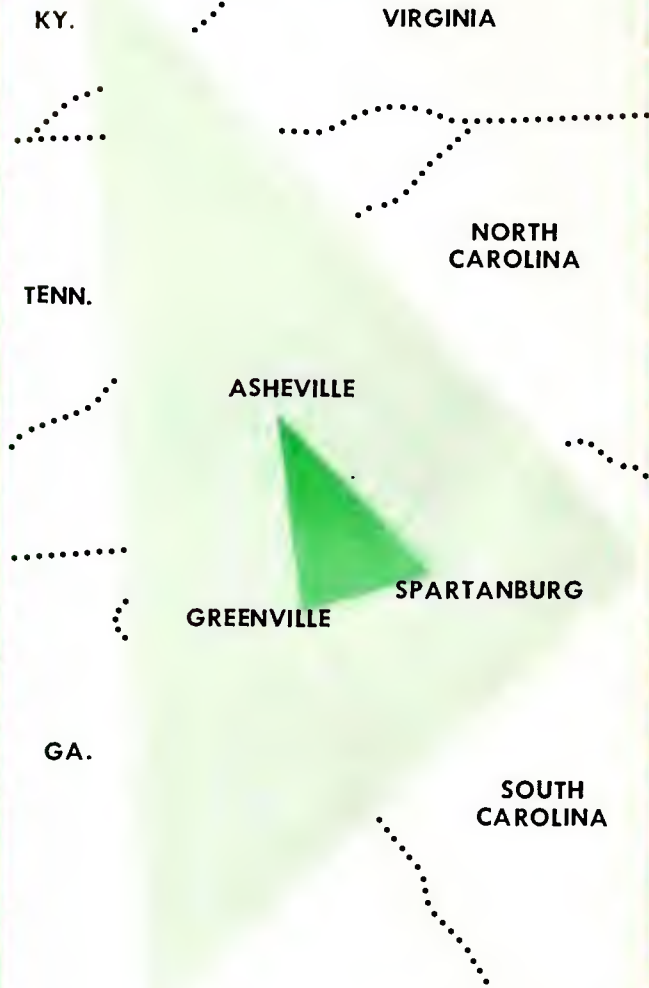 KY.
VIRGINIA
NORTH
CAROLINA
TENN.
ASHEVILLE
SPARTANBURG
GREENVILLE
GA.
SOUTH
CAROLINA